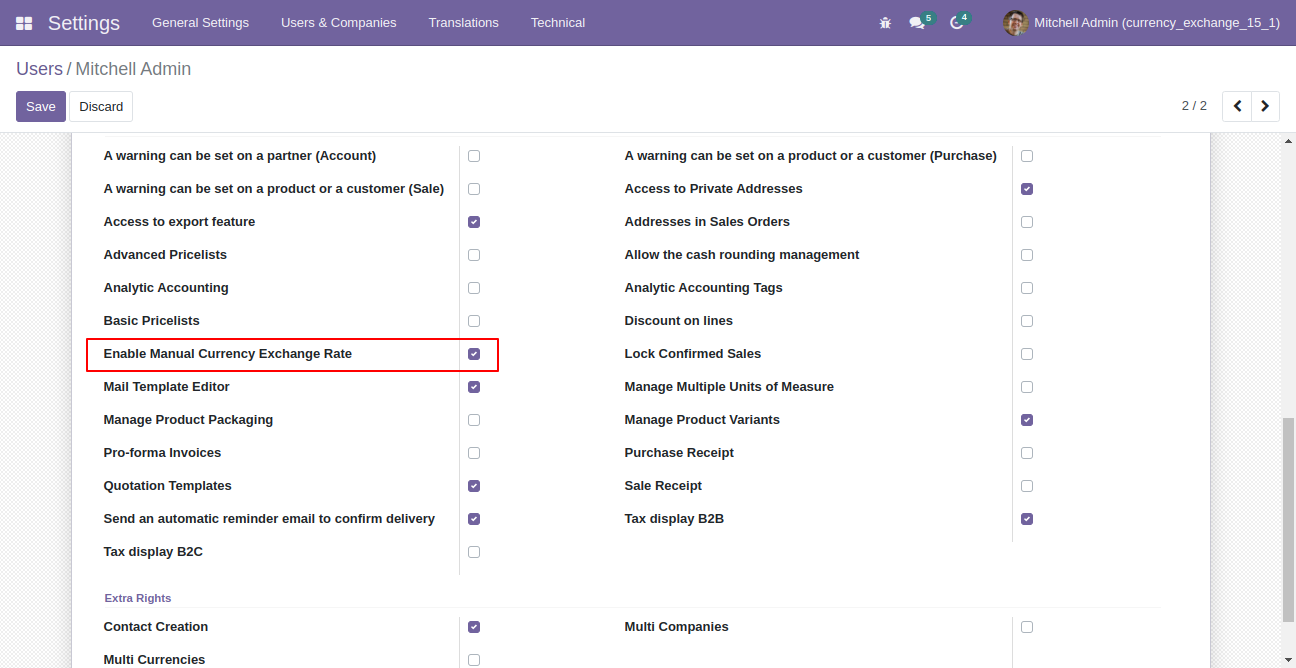 Settings General Settings Users & Companies Translations Technical 5 4 Mitchell Admin (currency_exchange_15_1)
Users / Mitchell Admin
Save Discard 2 / 2
A warning can be set on a partner (Account) A warning can be set on a product or a customer (Purchase)
A warning can be set on a product or a customer (Sale) Access to Private Addresses
Access to export feature Addresses in Sales Orders
Advanced Pricelists Allow the cash rounding management
Analytic Accounting Analytic Accounting Tags
Basic Pricelists Discount on lines
Enable Manual Currency Exchange Rate Lock Confirmed Sales
Mail Template Editor Manage Multiple Units of Measure
Manage Product Packaging Manage Product Variants
Pro-forma Invoices Purchase Receipt
Quotation Templates Sale Receipt
Send an automatic reminder email to confirm delivery Tax display B2B
Tax display B2C
Extra Rights
Contact Creation Multi Companies
Multi Currencies